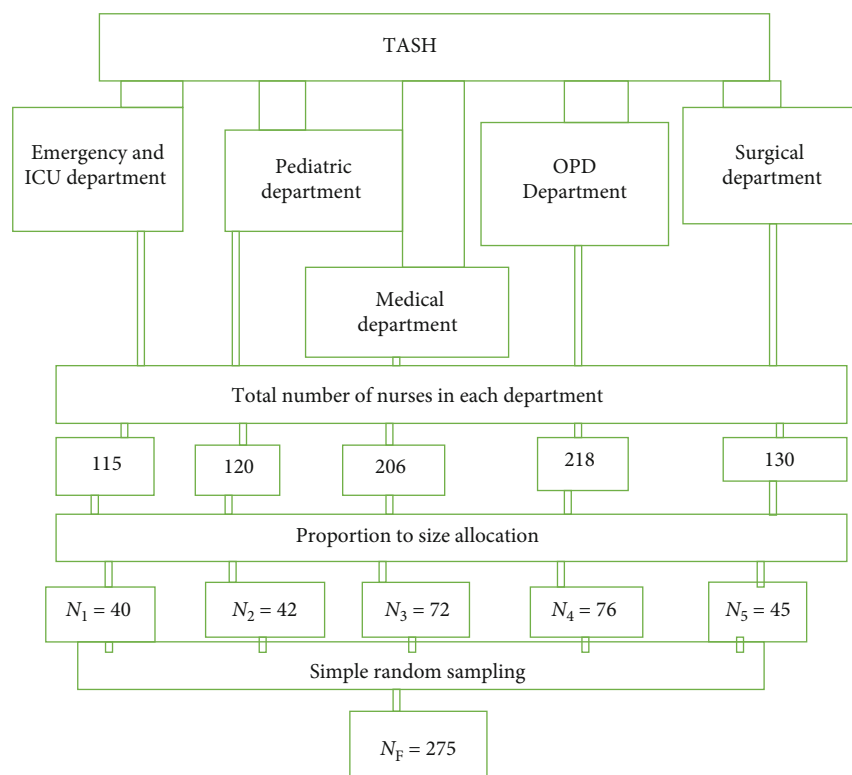 TASH
Emergency and
ICU department
Pediatric
department
OPD
Department
Surgical
department
Medical
department
Total number of nurses in each department
115
120
206
218
130
Proportion to size allocation
N1 = 40
N2 = 42
N3 = 72
N4 = 76
N5 = 45
Simple random sampling
NF = 275